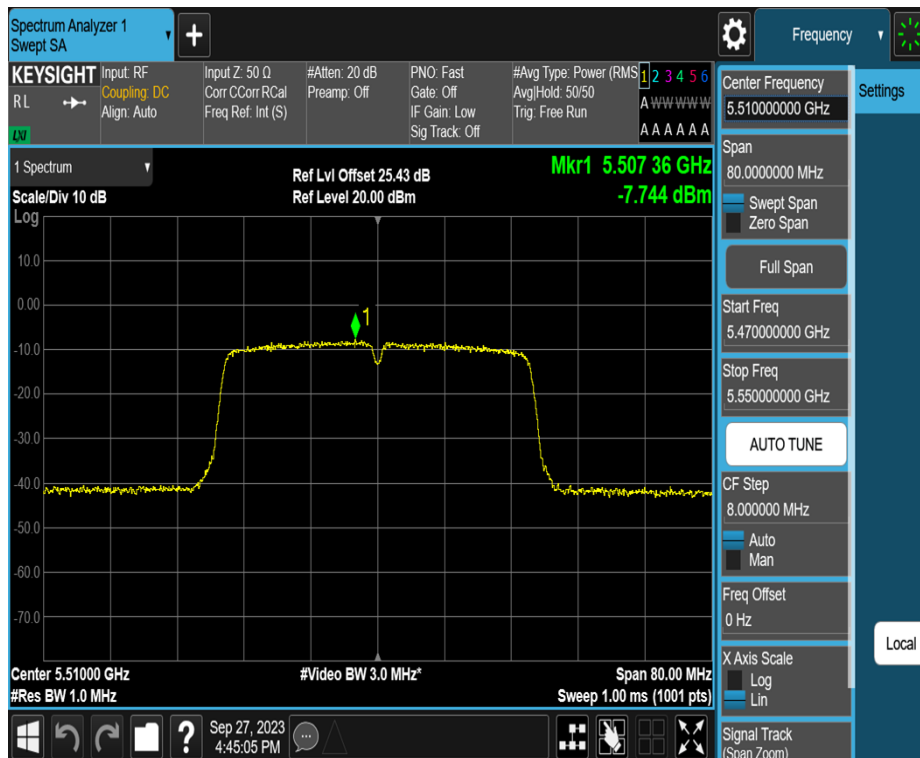 Spectrum Analyzer 1
Swept SA
Frequency
KEYSIGHT
RL
LXI
Input: RF
Coupling: DC
Align: Auto
Input Z: 50 Ω
Corr CCorr RCal
Freq Ref: Int (S)
#Atten: 20 dB
Preamp: Off
PNO: Fast
Gate: Off
IF Gain: Low
Sig Track: Off
#Avg Type: Power (RMS
Avg|Hold: 50/50
Trig: Free Run
1 2 3 4 5 6
A W W W W W
A A A A A A
1 Spectrum
Scale/Div 10 dB
Log
Ref Lvl Offset 25.43 dB
Ref Level 20.00 dBm
Mkr1 5.507 36 GHz
-7.744 dBm
10.0
0.00
-10.0
-20.0
-30.0
-40.0
-50.0
-60.0
-70.0
1
Center 5.51000 GHz
#Res BW 1.0 MHz
#Video BW 3.0 MHz*
Span 80.00 MHz
Sweep 1.00 ms (1001 pts)
Sep 27, 2023
4:45:05 PM
?
Center Frequency
5.510000000 GHz
Span
80.0000000 MHz
Swept Span
Zero Span
Full Span
Start Freq
5.470000000 GHz
Stop Freq
5.550000000 GHz
AUTO TUNE
CF Step
8.000000 MHz
Auto
Man
Freq Offset
0 Hz
X Axis Scale
Log
Lin
Signal Track
(Span Zoom)
Settings
Local